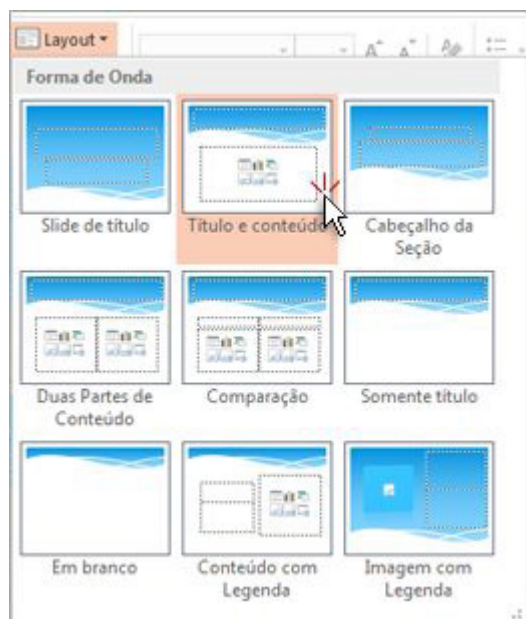 Layout
Forma de Onda
Slide de título
Título e conteúdo
Cabeçalho da
Seção
Duas Partes de
Conteúdo
Comparação
Somente título
Em branco
Conteúdo com
Legenda
Imagem com
Legenda